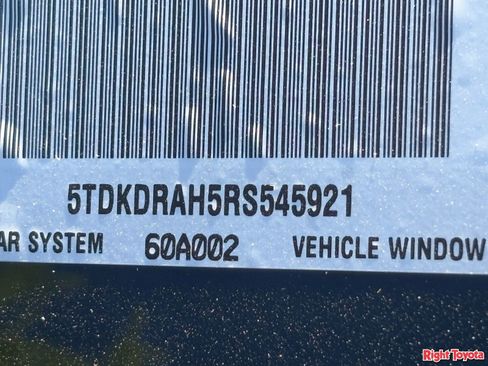 5TDKDRAH5RS545921
AR SYSTEM 60A002 VEHICLE WINDOW
Right Toyota